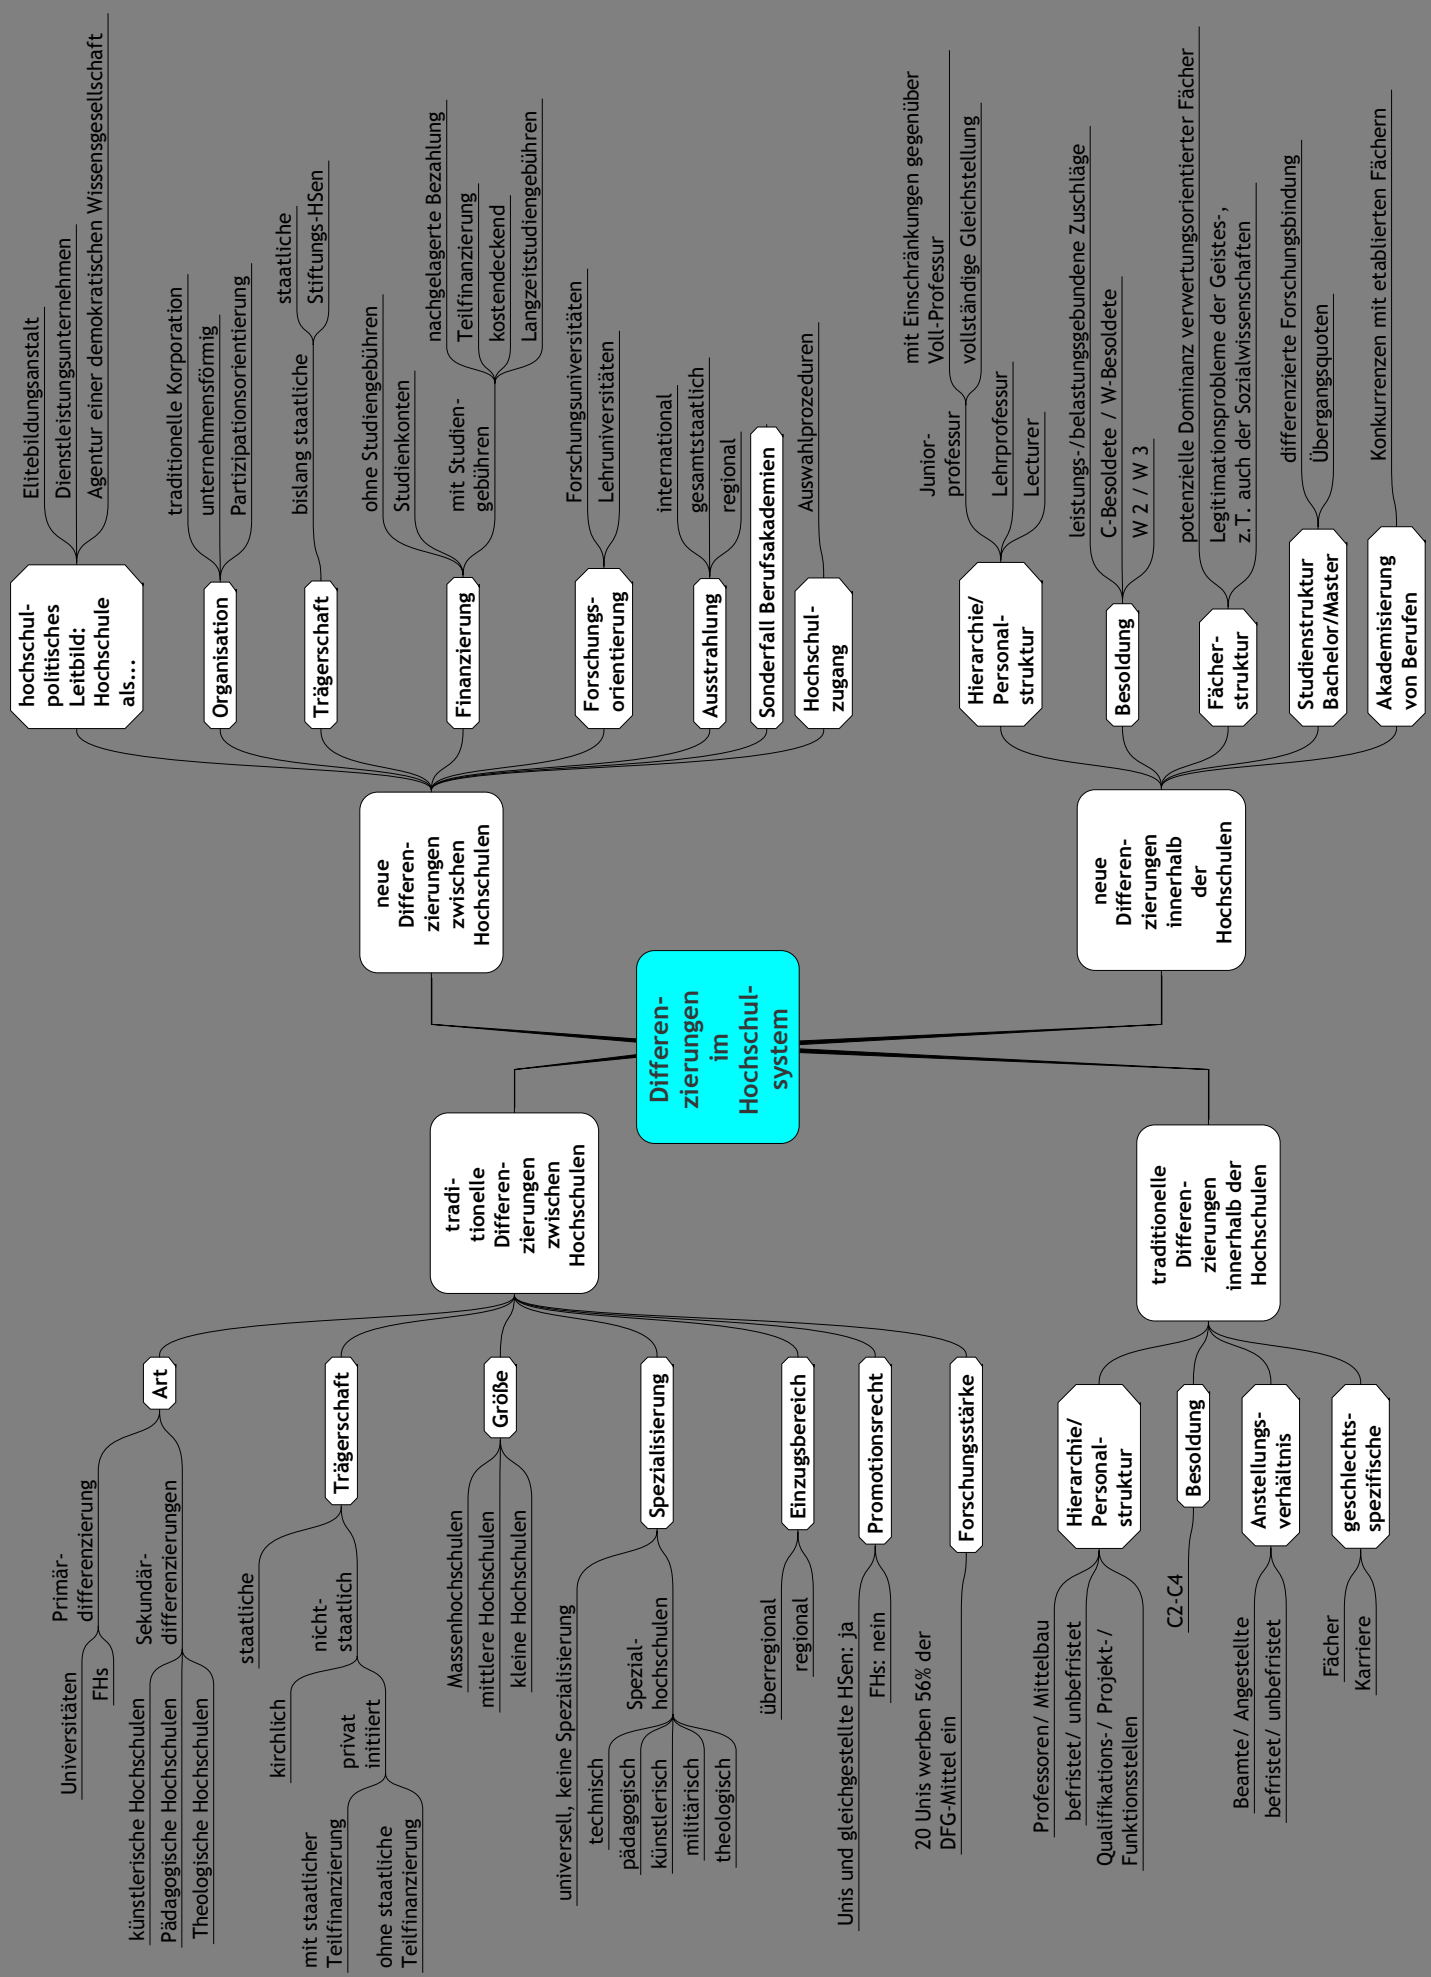 Differen-
zierungen
im
Hochschul-
system
tradi-
tionelle
Differen-
zierungen
zwischen
Hochschulen
Art
Primär-
differenzierung
Universitäten
FHs
Sekundär-
differenzierungen
künstlerische Hochschulen
Pädagogische Hochschulen
Theologische Hochschulen
Trägerschaft
staatliche
nicht-
staatlich
kirchlich
privat
initiiert
mit staatlicher
Teilfinanzierung
ohne staatliche
Teilfinanzierung
Größe
Massenhochschulen
mittlere Hochschulen
kleine Hochschulen
Spezialisierung
universell, keine Spezialisierung
Spezial-
hochschulen
technisch
pädagogisch
künstlerisch
militärisch
theologisch
Einzugsbereich
überregional
regional
Promotionsrecht
Unis und gleichgestellte HSen: ja
FHs: nein
Forschungsstärke
20 Unis werben 56% der
DFG-Mittel ein
traditionelle
Differen-
zierungen
innerhalb der
Hochschulen
Hierarchie/
Personal-
struktur
Professoren/ Mittelbau
befristet/ unbefristet
Qualifikations-/ Projekt-/
Funktionsstellen
Besoldung
C2-C4
Anstellungs-
verhältnis
Beamte/ Angestellte
befristet/ unbefristet
geschlechts-
spezifische
Fächer
Karriere
neue
Differen-
zierungen
zwischen
Hochschulen
hochschul-
politisches
Leitbild:
Hochschule
als...
Elitebildungsanstalt
Dienstleistungsunternehmen
Agentur einer demokratischen Wissensgesellschaft
Organisation
traditionelle Korporation
unternehmensförmig
Partizipationsorientierung
Trägerschaft
bislang staatliche
staatliche
Stiftungs-HSen
Finanzierung
ohne Studiengebühren
Studienkonten
mit Studien-
gebühren
nachgelagerte Bezahlung
Teilfinanzierung
kostendeckend
Langzeitstudiengebühren
Forschungs-
orientierung
Forschungsuniversitäten
Lehruniversitäten
Ausstrahlung
international
gesamtstaatlich
regional
Sonderfall Berufsakademien
Hochschul-
zugang
Auswahlprozeduren
neue
Differen-
zierungen
innerhalb
der
Hochschulen
Hierarchie/
Personal-
struktur
Junior-
professur
mit Einschränkungen gegenüber
Voll-Professur
vollständige Gleichstellung
Lehrprofessur
Lecturer
Besoldung
leistungs-/belastungsgebundene Zuschläge
C-Besoldete / W-Besoldete
W 2 / W 3
Fächer-
struktur
potenzielle Dominanz verwertungsorientierter Fächer
Legitimationsprobleme der Geistes-,
z.T. auch der Sozialwissenschaften
Studienstruktur
Bachelor/Master
differenzierte Forschungsbindung
Übergangsquoten
Akademisierung
von Berufen
Konkurrenzen mit etablierten Fächern